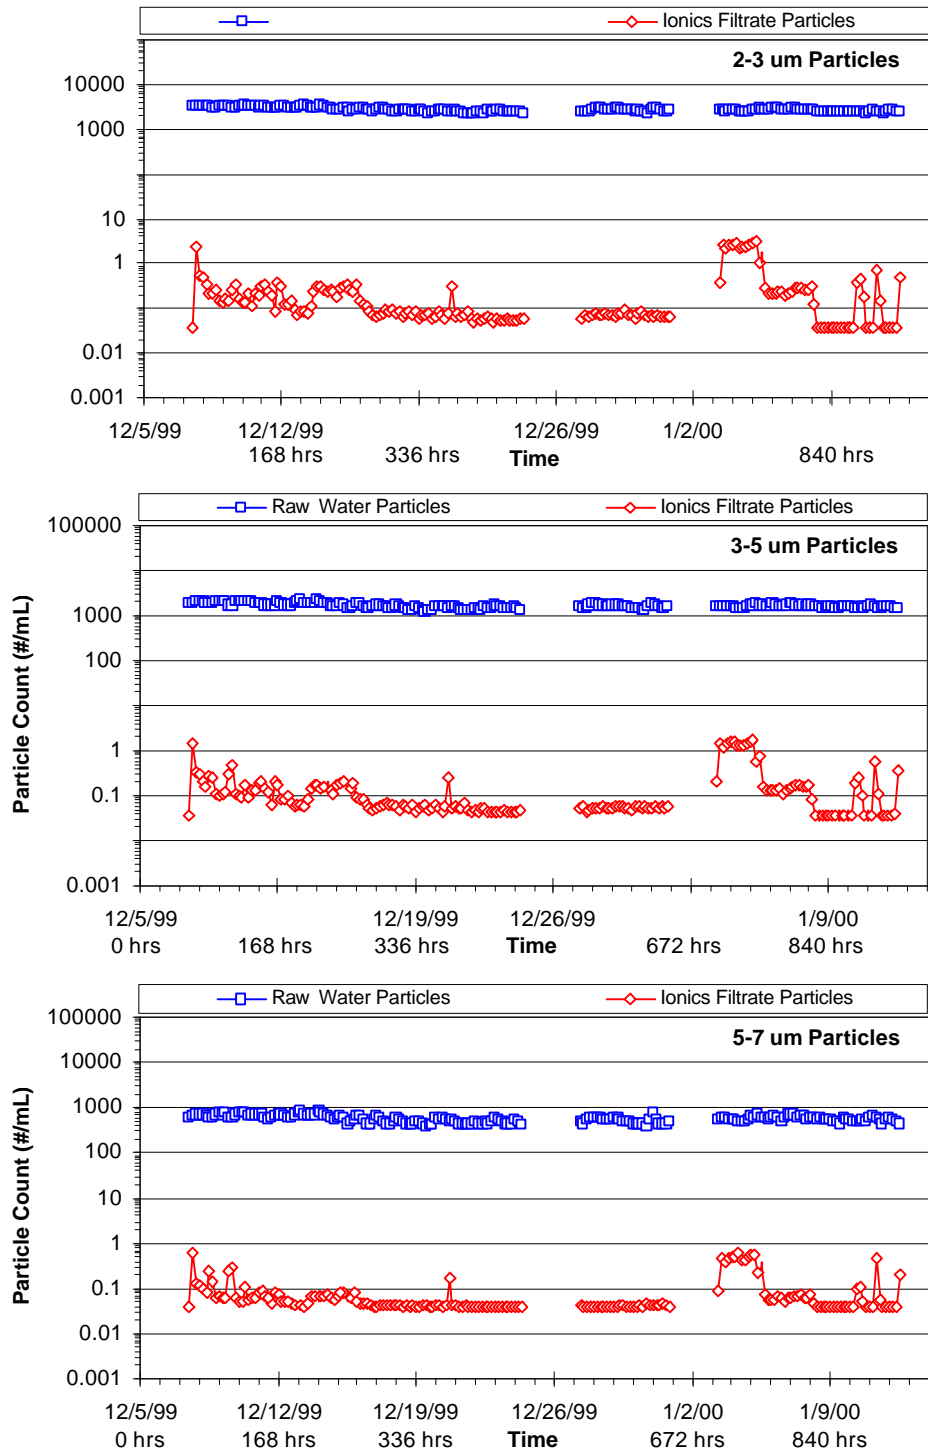 Ionics Filtrate Particles
2-3 um Particles
10000
1000
10
1
0.1
0.01
0.001
12/5/99 12/12/99 12/26/99 1/2/00
168 hrs 336 hrs 840 hrs
Time
Raw Water Particles Ionics Filtrate Particles
3-5 um Particles
Particle Count (#/mL)
100000
1000
100
1
0.1
0.001
12/5/99 12/19/99 12/26/99 1/9/00
0 hrs 168 hrs 336 hrs Time 672 hrs 840 hrs
Raw Water Particles Ionics Filtrate Particles
5-7 um Particles
Particle Count (#/mL)
100000
10000
1000
100
10
1
0.1
0.01
0.001
12/5/99 12/12/99 12/19/99 12/26/99 1/2/00 1/9/00
0 hrs 168 hrs 336 hrs Time 672 hrs 840 hrs